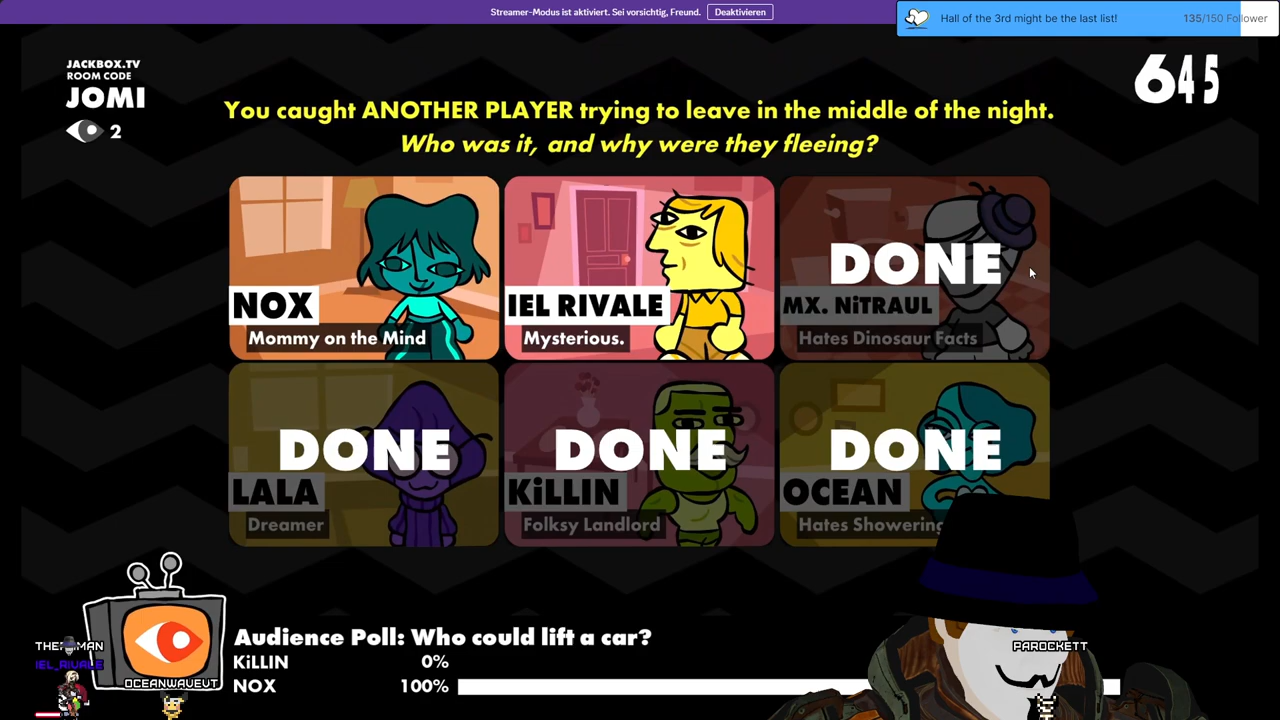 Streamer-Modus ist aktiviert. Sei vorsichtig, Freund. Deaktivieren
Hall of the 3rd might be the last list! 135/150 Follower
JACKBOX.TV
ROOM CODE
JOMI
2
645
You caught ANOTHER PLAYER trying to leave in the middle of the night.
Who was it, and why were they fleeing?
NOX
Mommy on the Mind
IEL RIVALE
Mysterious.
DONE
MX. NiTRAUL
Hates Dinosaur Facts
DONE
LALA
Dreamer
DONE
KiLLIN
Folksy Landlord
DONE
OCEAN
Hates Showering
Audience Poll: Who could lift a car?
KiLLIN 0%
NOX 100%
IEL_RIVALE
OCEANWAVEUT
PAROCKETT